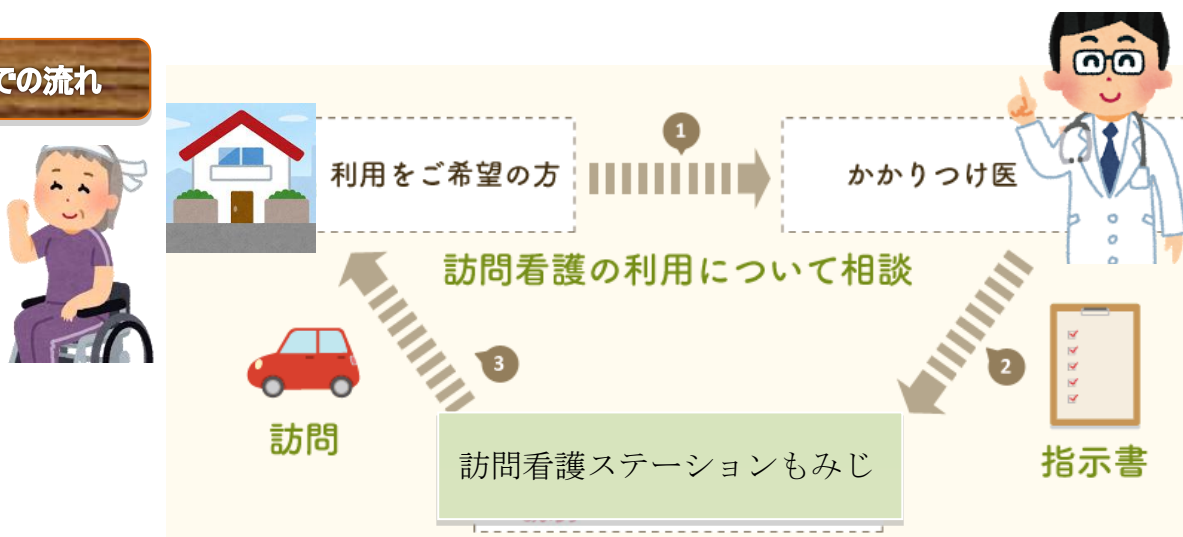 での流れ
1
利用をご希望の方
かかりつけ医
訪問看護の利用について相談
3
2
訪問
訪問看護ステーションもみじ
指示書